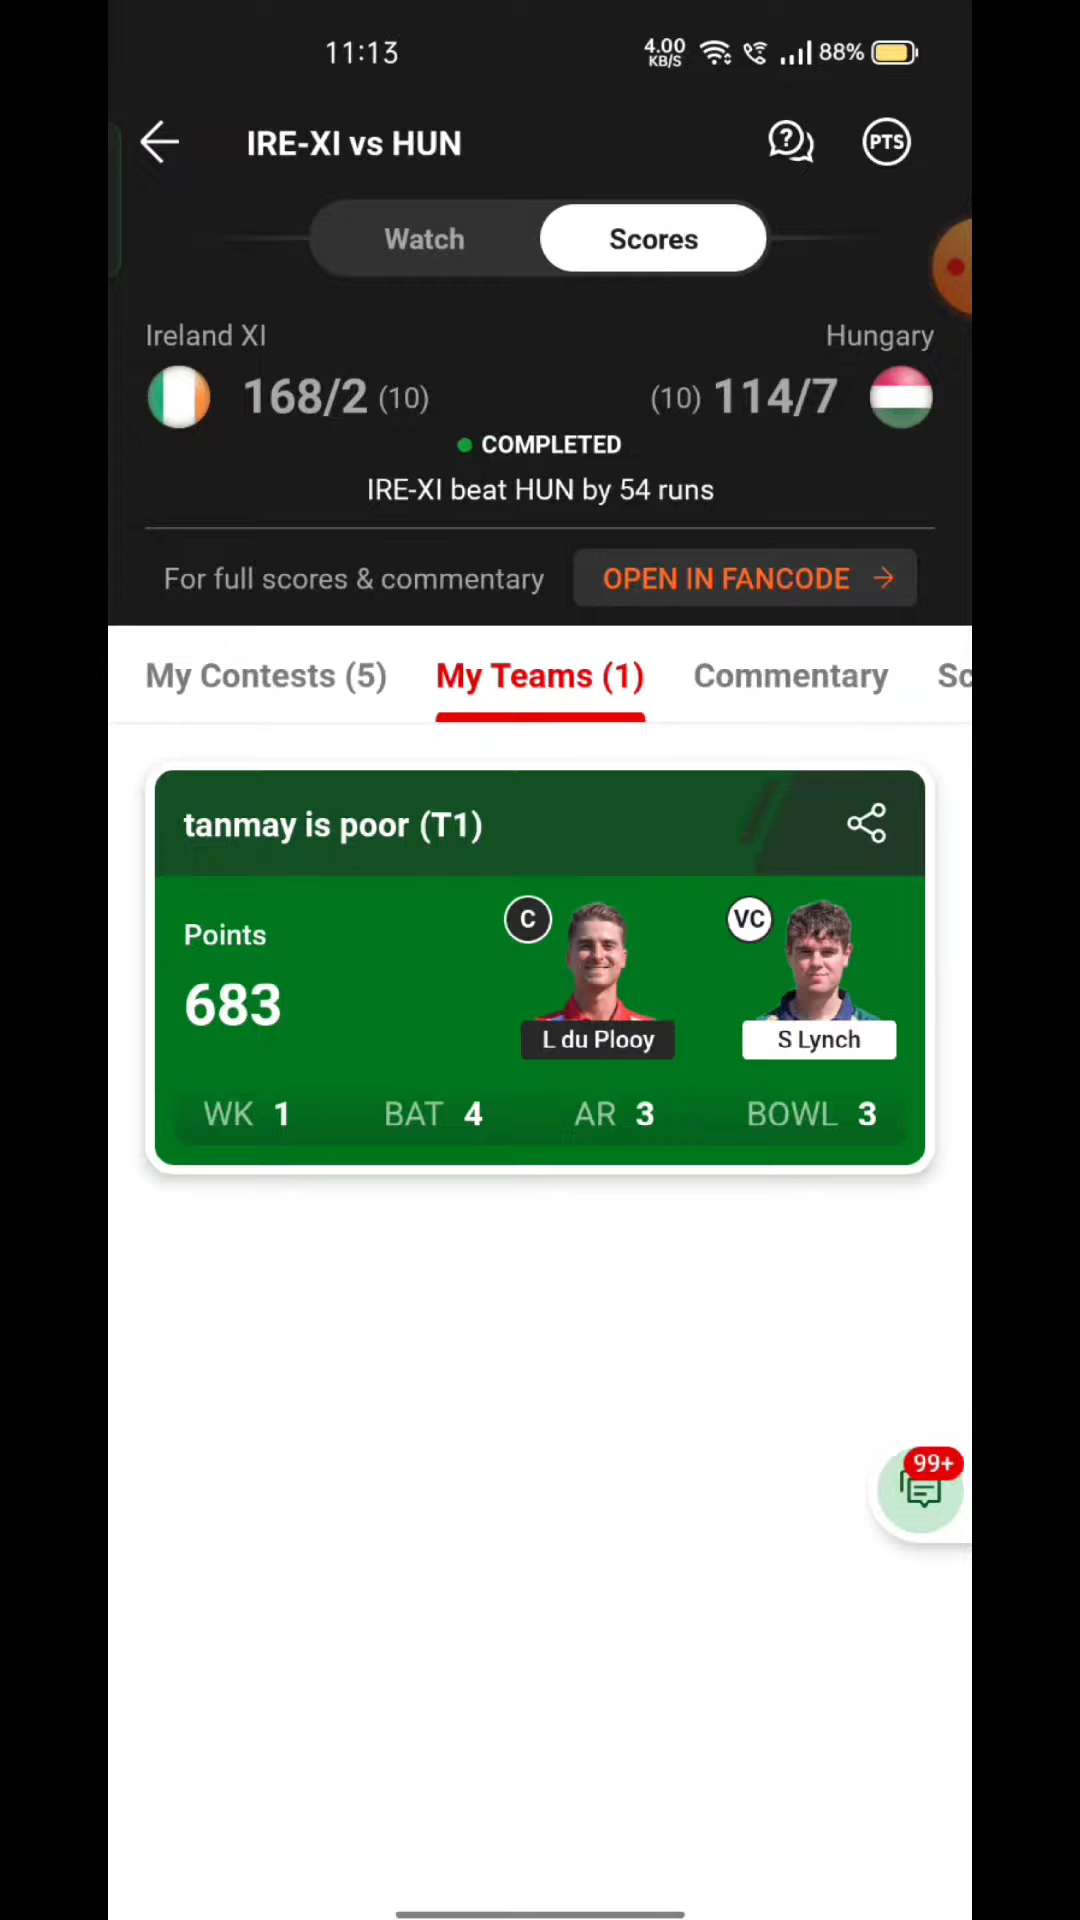 11:13
4.00
KB/S
88%
IRE-XI vs HUN
?
PTS
Watch
Scores
Ireland XI
Hungary
168/2 (10)
(10) 114/7
COMPLETED
IRE-XI beat HUN by 54 runs
For full scores & commentary
OPEN IN FANCODE →
My Contests (5)
My Teams (1)
Commentary
Sc
tanmay is poor (T1)
Points
683
C
VC
L du Plooy
S Lynch
WK 1
BAT 4
AR 3
BOWL 3
99+